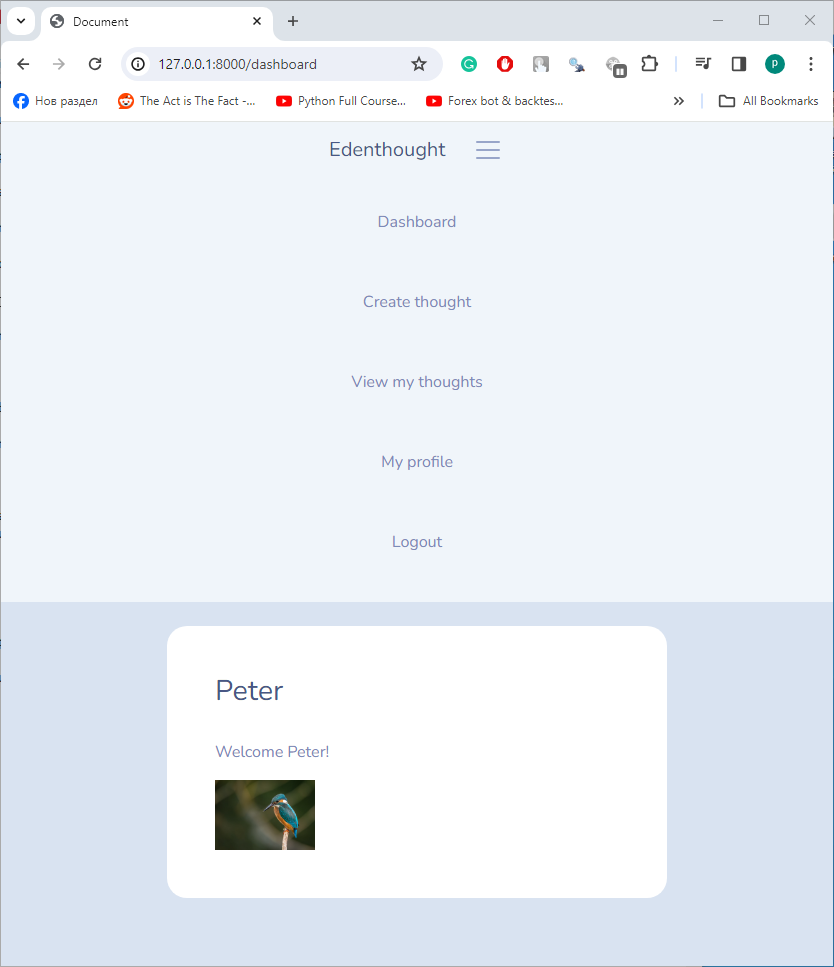 Document
127.0.0.1:8000/dashboard
P
Нов раздел
The Act is The Fact -...
Python Full Course...
Forex bot & backtes...
All Bookmarks
Edenthought
Dashboard
Create thought
View my thoughts
My profile
Logout
Peter
Welcome Peter!